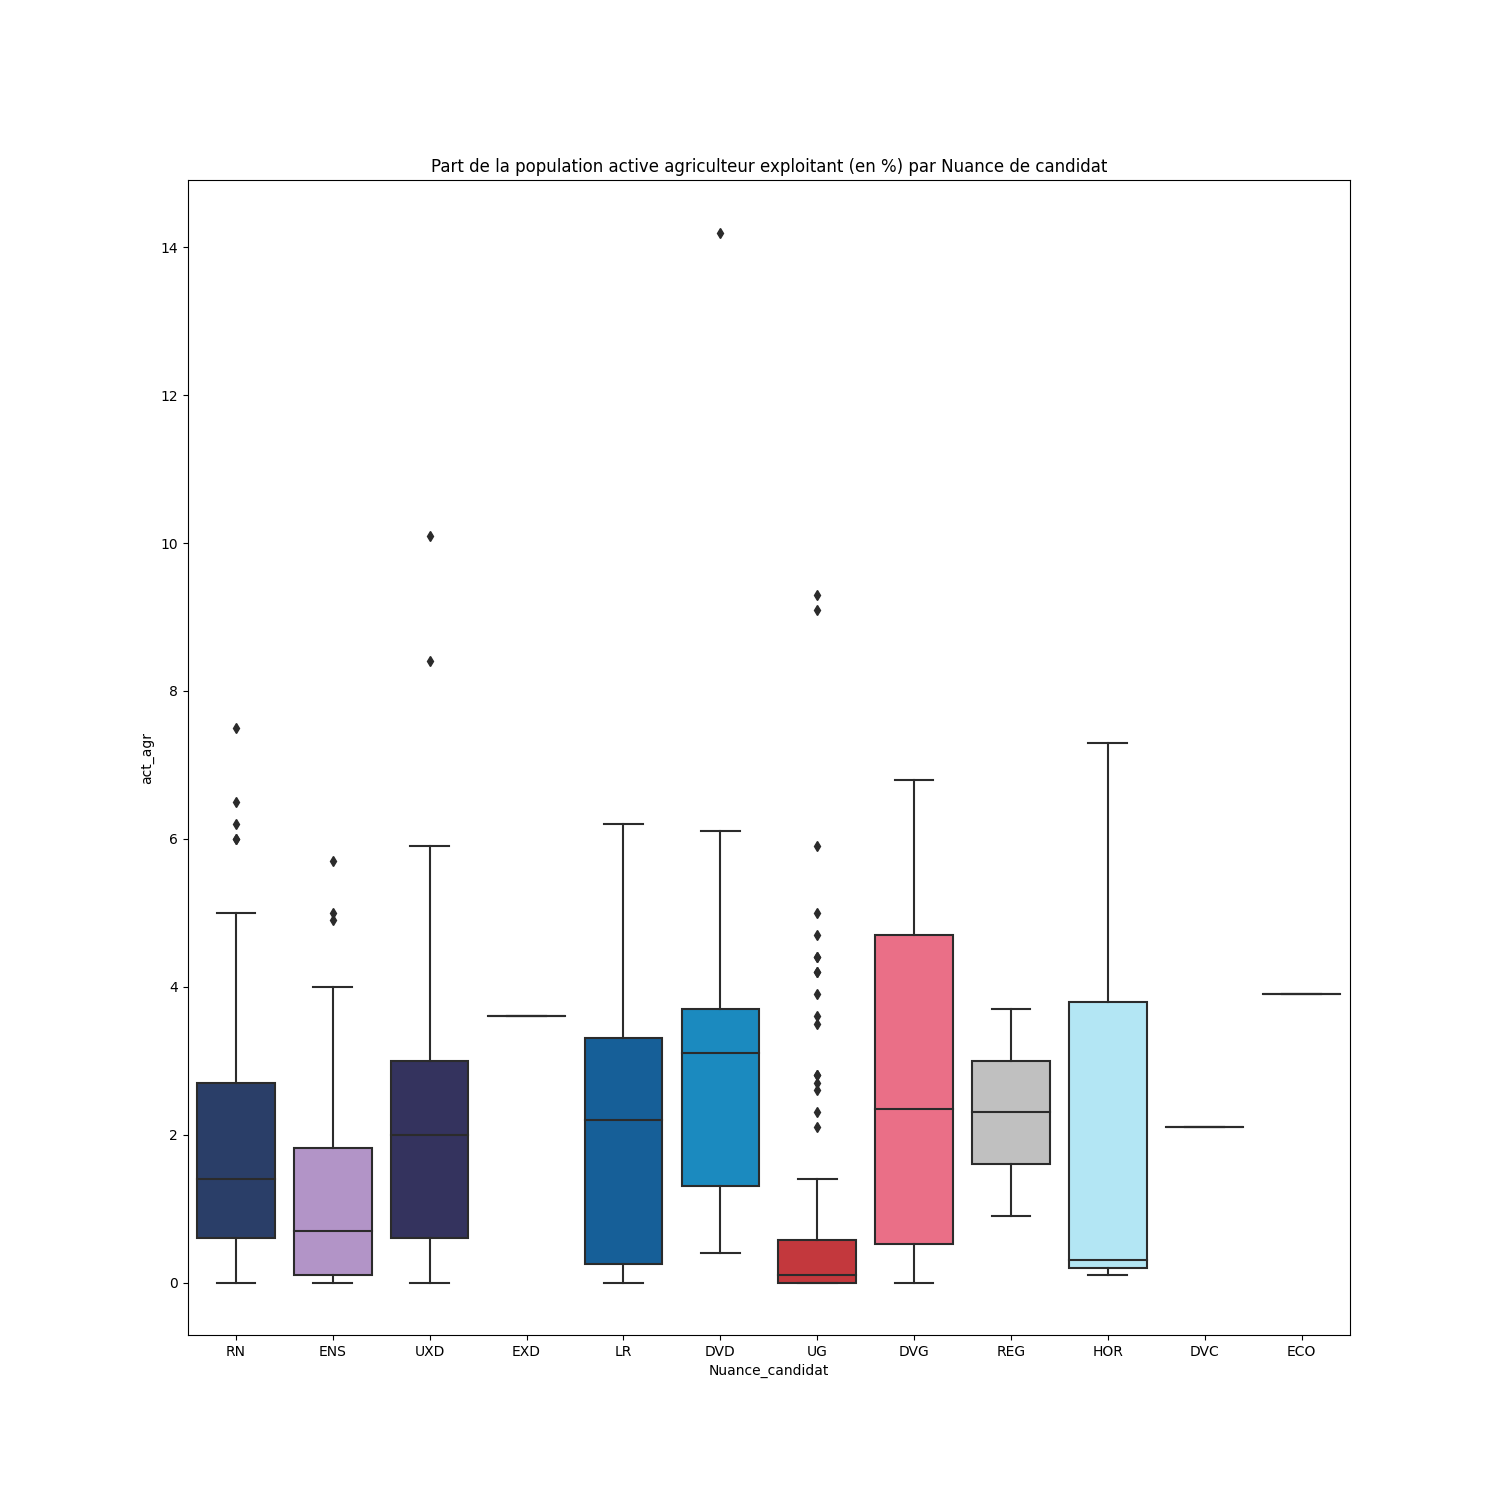 Part de la population active agriculteur exploitant (en %) par Nuance de candidat
14
12
10
8
6
4
2
0
act_agr
RN ENS UXD EXD LR DVD UG DVG REG HOR DVC ECO
Nuance_candidat